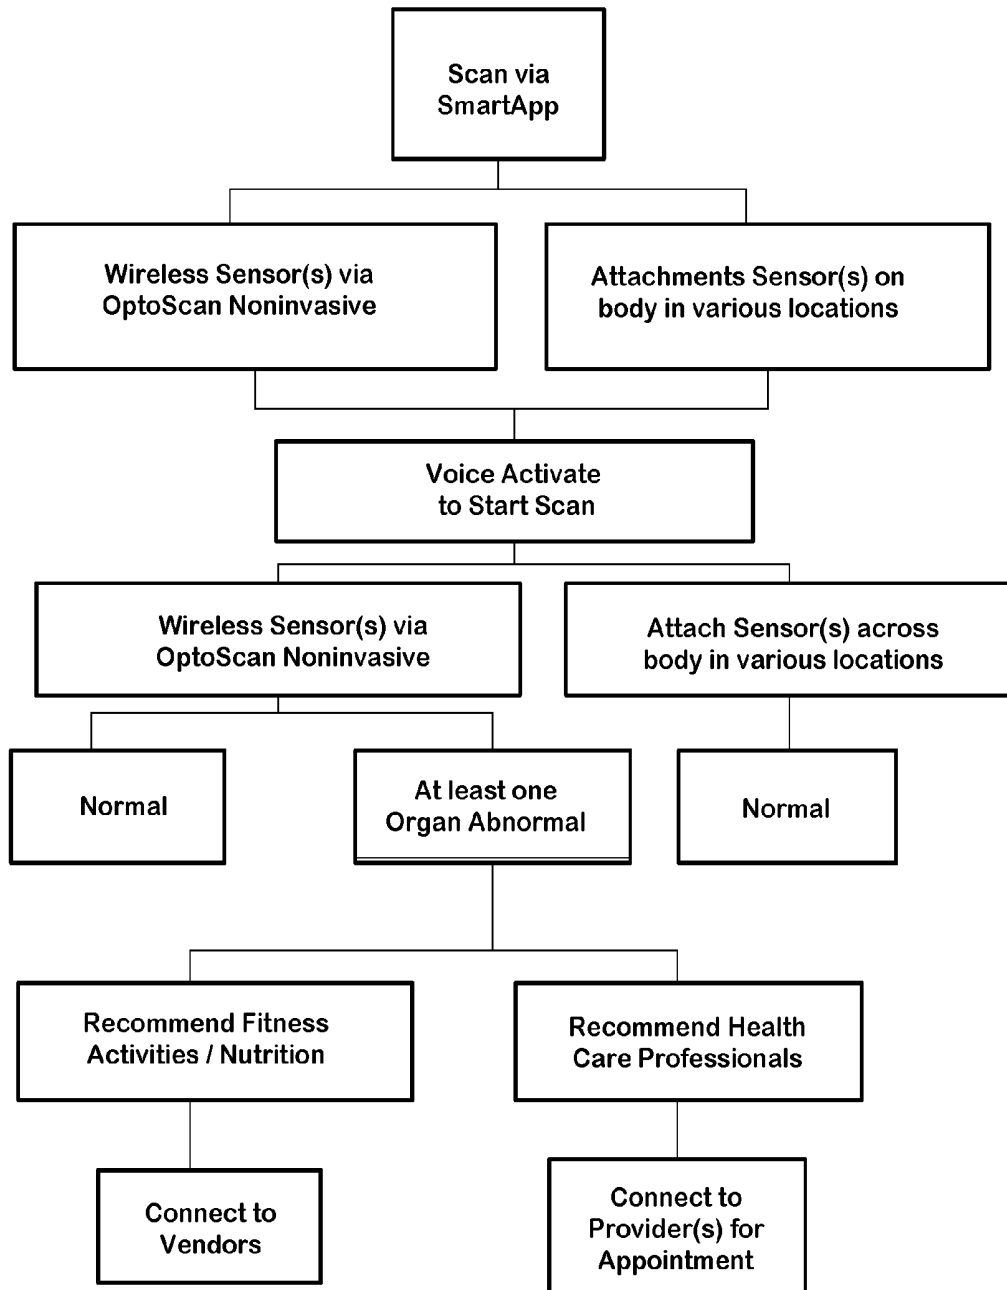 Scan via
SmartApp
Wireless Sensor(s) via
OptoScan Noninvasive
Attachments Sensor(s) on
body in various locations
Voice Activate
to Start Scan
Wireless Sensor(s) via
OptoScan Noninvasive
Attach Sensor(s) across
body in various locations
Normal
At least one
Organ Abnormal
Normal
Recommend Fitness
Activities / Nutrition
Recommend Health
Care Professionals
Connect to
Vendors
Connect to
Provider(s) for
Appointment